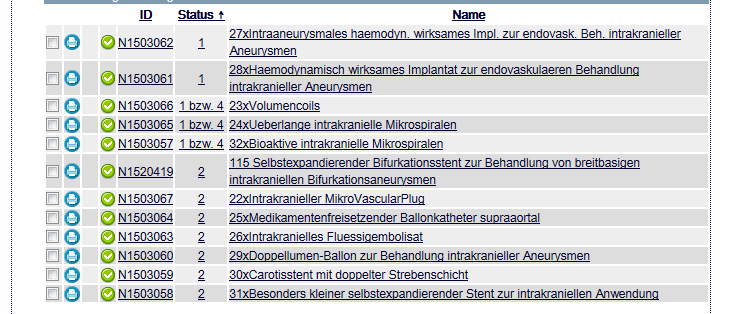 ID Status ↑ Name
N1503062 1 27xIntraaneurysmales haemodyn. wirksames Impl. zur endovask. Beh. intrakranieller
Aneurysmen
N1503061 1 28xHaemodynamisch wirksames Implantat zur endovaskulaeren Behandlung
intrakranieller Aneurysmen
N1503066 1 bzw. 4 23xVolumencoils
N1503065 1 bzw. 4 24xUeberlange intrakranielle Mikrospiralen
N1503057 1 bzw. 4 32xBioaktive intrakranielle Mikrospiralen
N1520419 2 115 Selbstexpandierender Bifurkationsstent zur Behandlung von breitbasigen
intrakraniellen Bifurkationsaneurysmen
N1503067 2 22xIntrakranieller MikroVascularPlug
N1503064 2 25xMedikamentenfreisetzender Ballonkatheter supraaortal
N1503063 2 26xIntrakranielles Fluessigembolisat
N1503060 2 29xDoppellumen-Ballon zur Behandlung intrakranieller Aneurysmen
N1503059 2 30xCarotisstent mit doppelter Strebenschicht
N1503058 2 31xBesonders kleiner selbstexpandierender Stent zur intrakraniellen Anwendung